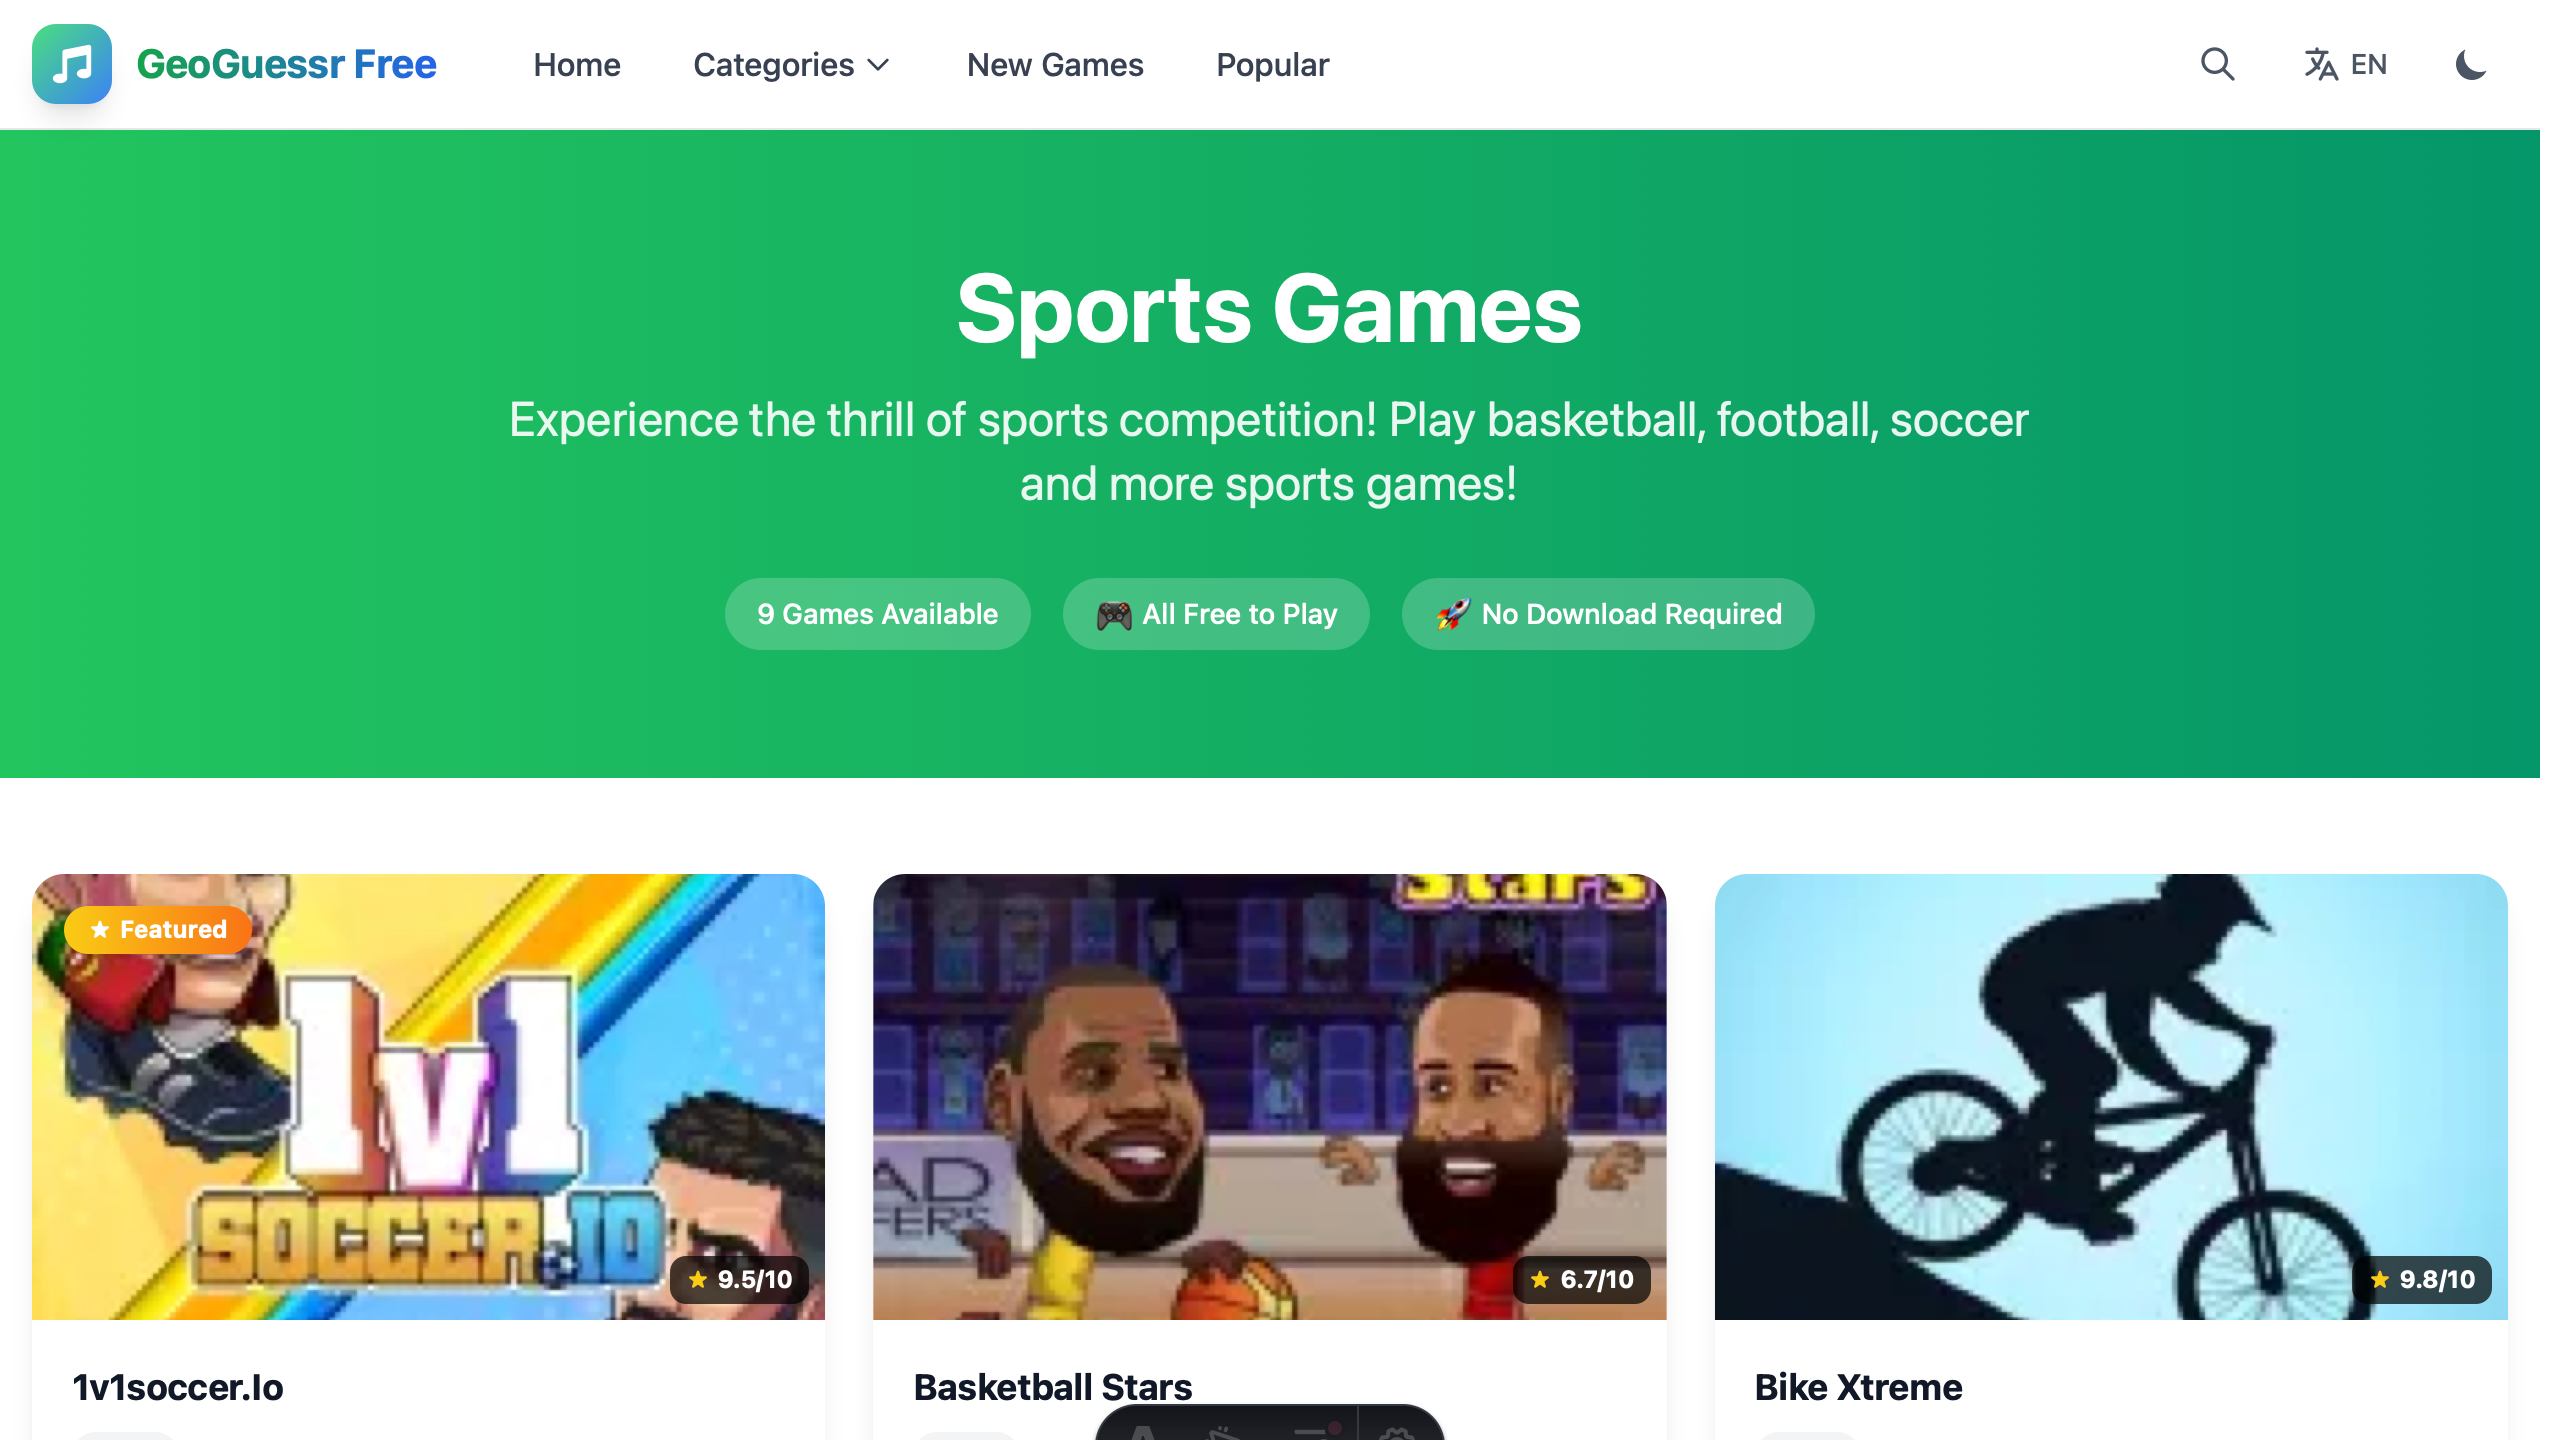 GeoGuessr Free
Home
Categories
New Games
Popular
EN
Sports Games
Experience the thrill of sports competition! Play basketball, football, soccer
and more sports games!
9 Games Available
🎮 All Free to Play
🚀 No Download Required
Featured
1v1
SOCCER.IO
9.5/10
Stars
6.7/10
9.8/10
1v1soccer.Io
Basketball Stars
Bike Xtreme